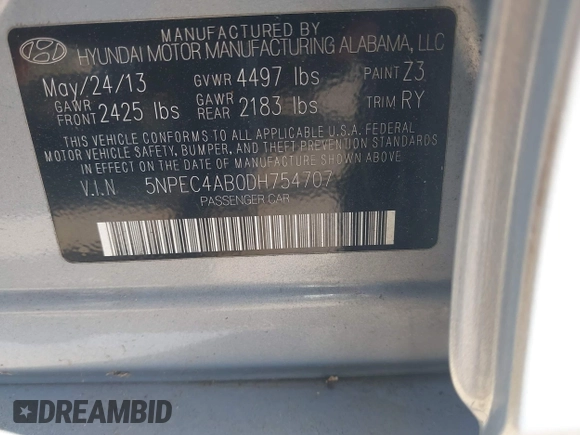 MANUFACTURED BY
HYUNDAI MOTOR MANUFACTURING ALABAMA, LLC
May/24/13 GVWR 4497 lbs PAINT Z3
GAWR FRONT 2425 lbs GAWR REAR 2183 lbs TRIM RY
THIS VEHICLE CONFORMS TO ALL APPLICABLE U.S.A. FEDERAL
MOTOR VEHICLE SAFETY, BUMPER, AND THEFT PREVENTION STANDARDS
IN EFFECT ON THE DATE OF MANUFACTURE SHOWN ABOVE.
V.I.N 5NPEC4AB0DH754707
PASSENGER CAR
DREAMBID